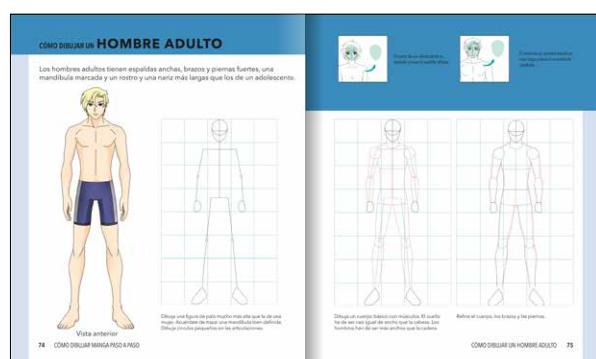 CÓMO DIBUJAR UN HOMBRE ADULTO
Los hombres adultos tienen espaldas anchas, brazos y piernas fuertes, una
mandíbula marcada y un rostro y una nariz más largas que los de un adolescente.
Vista anterior
Dibuja una figura de palo mucho más alta que la de una
mujer. Acuérdate de trazar una mandíbula bien definida.
Dibuja círculos pequeños en las articulaciones.
74 CÓMO DIBUJAR MANGA PASO A PASO
Dibuja un cuerpo básico con músculos. El cuello
ha de ser casi igual de ancho que la cabeza. Los
hombros han de ser más anchos que la cadera.
Refina el cuerpo, los brazos y las piernas.
CÓMO DIBUJAR UN HOMBRE ADULTO 75